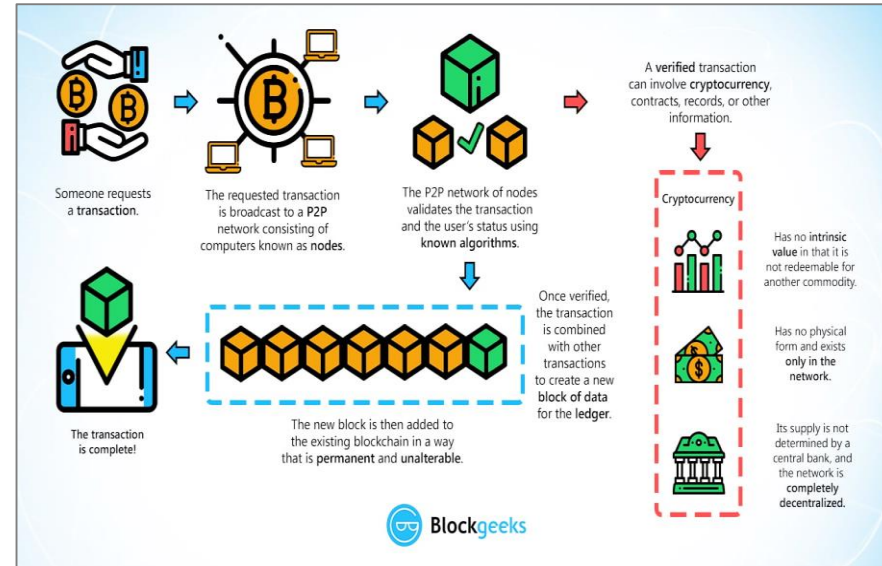 Someone requests
a transaction.
The requested transaction
is broadcast to a P2P
network consisting of
computers known as nodes.
The P2P network of nodes
validates the transaction
and the user's status using
known algorithms.
A verified transaction
can involve cryptocurrency,
contracts, records, or other
information.
Cryptocurrency
Has no intrinsic
value in that it is
not redeemable for
another commodity.
Has no physical
form and exists
only in the
network.
Its supply is not
determined by a
central bank, and
the network is
completely
decentralized.
Once verified,
the transaction
is combined
with other
transactions
to create a new
block of data
for the ledger.
The new block is then added to
the existing blockchain in a way
that is permanent and unalterable.
The transaction
is complete!
Blockgeeks